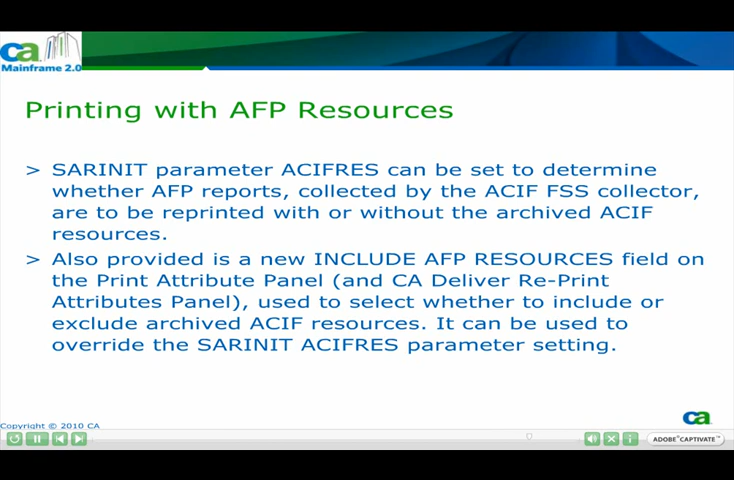 ca
Mainframe 2.0
Printing with AFP Resources
> SARINIT parameter ACIFRES can be set to determine
whether AFP reports, collected by the ACIF FSS collector,
are to be reprinted with or without the archived ACIF
resources.
> Also provided is a new INCLUDE AFP RESOURCES field on
the Print Attribute Panel (and CA Deliver Re-Print
Attributes Panel), used to select whether to include or
exclude archived ACIF resources. It can be used to
override the SARINIT ACIFRES parameter setting.
ca
Copyright © 2010 CA
ADOBE® CAPTIVATE™